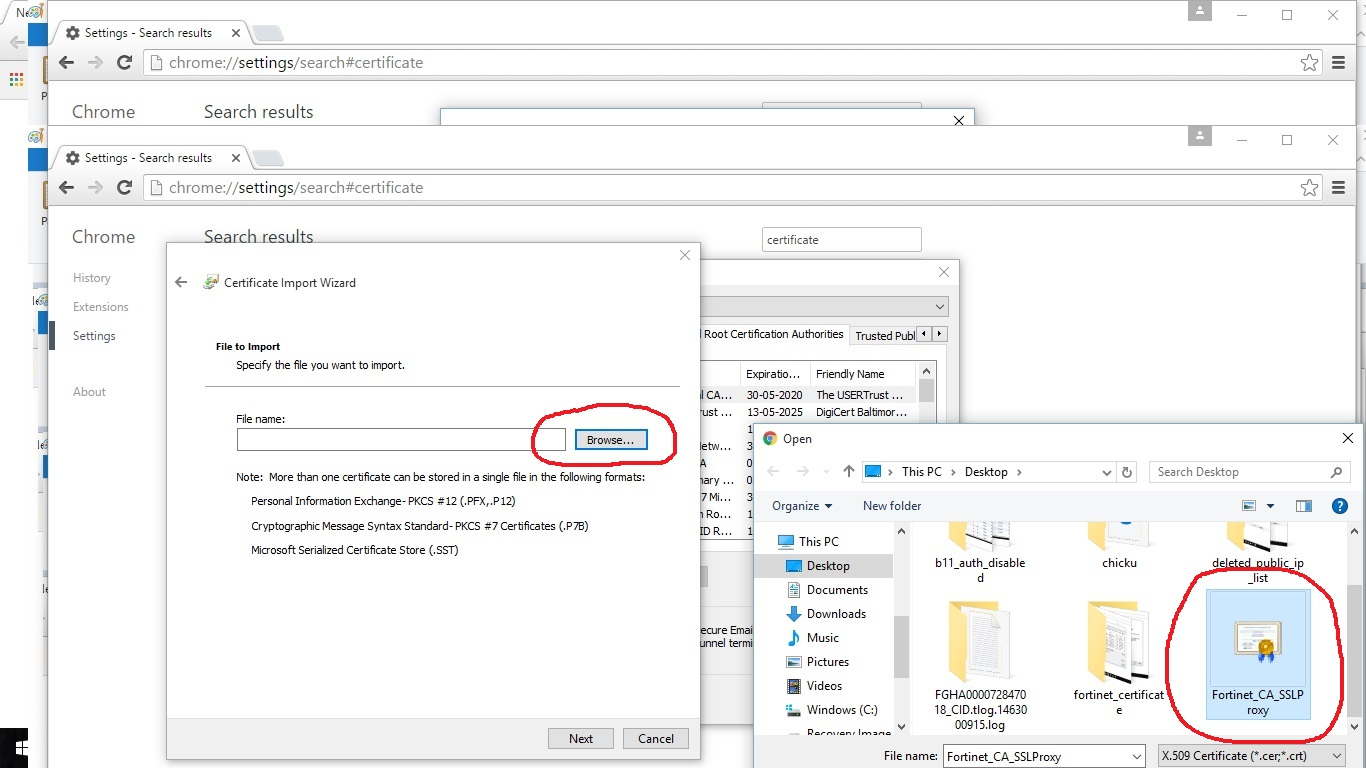 Ne
Settings - Search results
chrome://settings/search#certificate
Chrome
Search results
P
Settings - Search results
chrome://settings/search#certificate
P
Chrome
Search results
certificate
History
Extensions
Settings
About
Certificate Import Wizard
File to Import
Specify the file you want to import.
File name:
Browse...
Note: More than one certificate can be stored in a single file in the following formats:
Personal Information Exchange- PKCS #12 (.PFX,.P12)
Cryptographic Message Syntax Standard- PKCS #7 Certificates (.P7B)
Microsoft Serialized Certificate Store (.SST)
Next
Cancel
Root Certification Authorities
Trusted Publ
Expiratio...
Friendly Name
CA...
30-05-2020
The USERTrust ...
13-05-2025
DigiCert Baltimor...
Open
This PC
Desktop
Search Desktop
Organize
New folder
This PC
Desktop
Documents
Downloads
Music
Pictures
Videos
Windows (C:)
Recovery Image
b11_auth_disable
d
chicku
deleted_public_ip
_list
FGHA0000728470
18_CID.tlog.14630
00915.log
fortinet_certificat
e
Fortinet_CA_SSLP
roxy
File name:
Fortinet_CA_SSLProxy
X.509 Certificate (*.cer;*.crt)